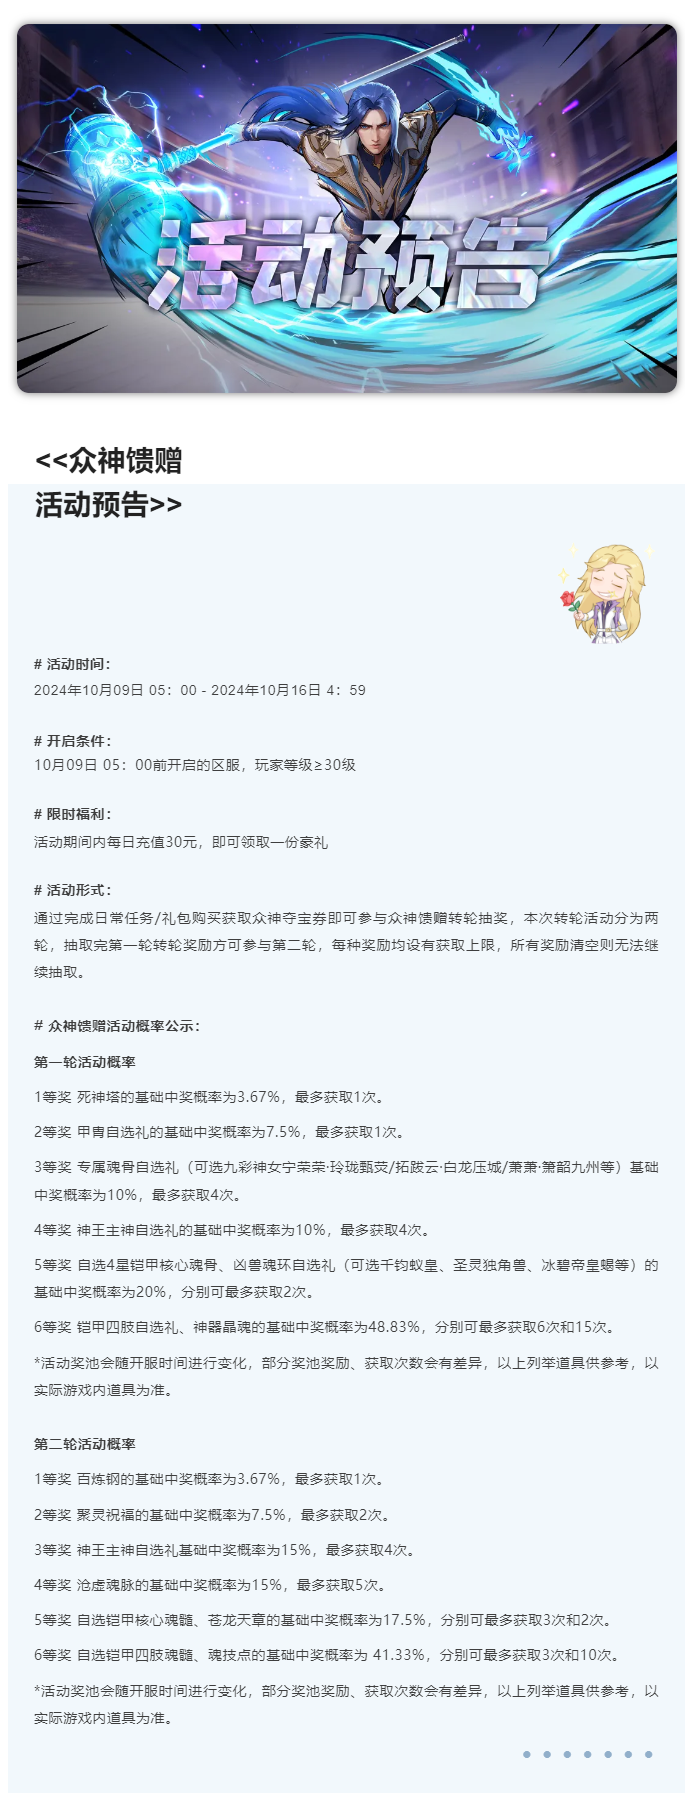 活动预告
<<众神馈赠
活动预告>>
# 活动时间：
2024年10月09日 05：00 - 2024年10月16日 4：59
# 开启条件：
10月09日 05：00前开启的区服，玩家等级≥30级
# 限时福利：
活动期间内每日充值30元，即可领取一份豪礼
# 活动形式：
通过完成日常任务/礼包购买获取众神夺宝券即可参与众神馈赠转轮抽奖，本次转轮活动分为两
轮，抽取完第一轮转轮奖励方可参与第二轮，每种奖励均设有获取上限，所有奖励清空则无法继
续抽取。
# 众神馈赠活动概率公示：
第一轮活动概率
1等奖 死神塔的基础中奖概率为3.67%，最多获取1次。
2等奖 甲胄自选礼的基础中奖概率为7.5%，最多获取1次。
3等奖 专属魂骨自选礼（可选九彩神女宁荣荣·玲珑甄荧/拓跋云·白龙压城/萧萧·箫韶九州等）基础
中奖概率为10%，最多获取4次。
4等奖 神王主神自选礼的基础中奖概率为10%，最多获取4次。
5等奖 自选4星铠甲核心魂骨、凶兽魂环自选礼（可选千钧蚁皇、圣灵独角兽、冰碧帝皇蝎等）的
基础中奖概率为20%，分别可最多获取2次。
6等奖 铠甲四肢自选礼、神器晶魂的基础中奖概率为48.83%，分别可最多获取6次和15次。
*活动奖池会随开服时间进行变化，部分奖池奖励、获取次数会有差异，以上列举道具供参考，以
实际游戏内道具为准。
第二轮活动概率
1等奖 百炼钢的基础中奖概率为3.67%，最多获取1次。
2等奖 聚灵祝福的基础中奖概率为7.5%，最多获取2次。
3等奖 神王主神自选礼基础中奖概率为15%，最多获取4次。
4等奖 沧虚魂脉的基础中奖概率为15%，最多获取5次。
5等奖 自选铠甲核心魂髓、苍龙天章的基础中奖概率为17.5%，分别可最多获取3次和2次。
6等奖 自选铠甲四肢魂髓、魂技点的基础中奖概率为 41.33%，分别可最多获取3次和10次。
*活动奖池会随开服时间进行变化，部分奖池奖励、获取次数会有差异，以上列举道具供参考，以
实际游戏内道具为准。